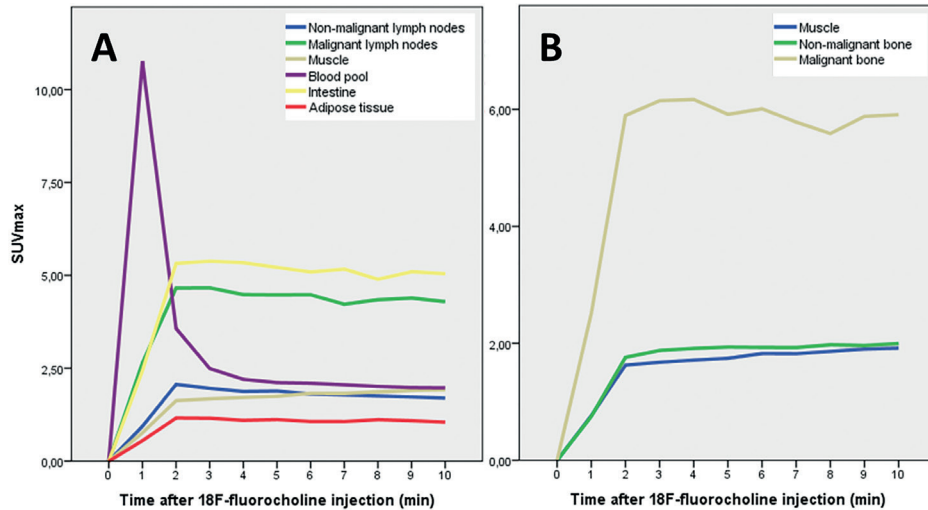 A
Non-malignant lymph nodes
Malignant lymph nodes
Muscle
Blood pool
Intestine
Adipose tissue
10,00
7,50
5,00
2,50
0,00
SUVmax
0 1 2 3 4 5 6 7 8 9 10
Time after 18F-fluorocholine injection (min)
B
Muscle
Non-malignant bone
Malignant bone
6,00
4,00
2,00
0,00
0 1 2 3 4 5 6 7 8 9 10
Time after 18F-fluorocholine injection (min)